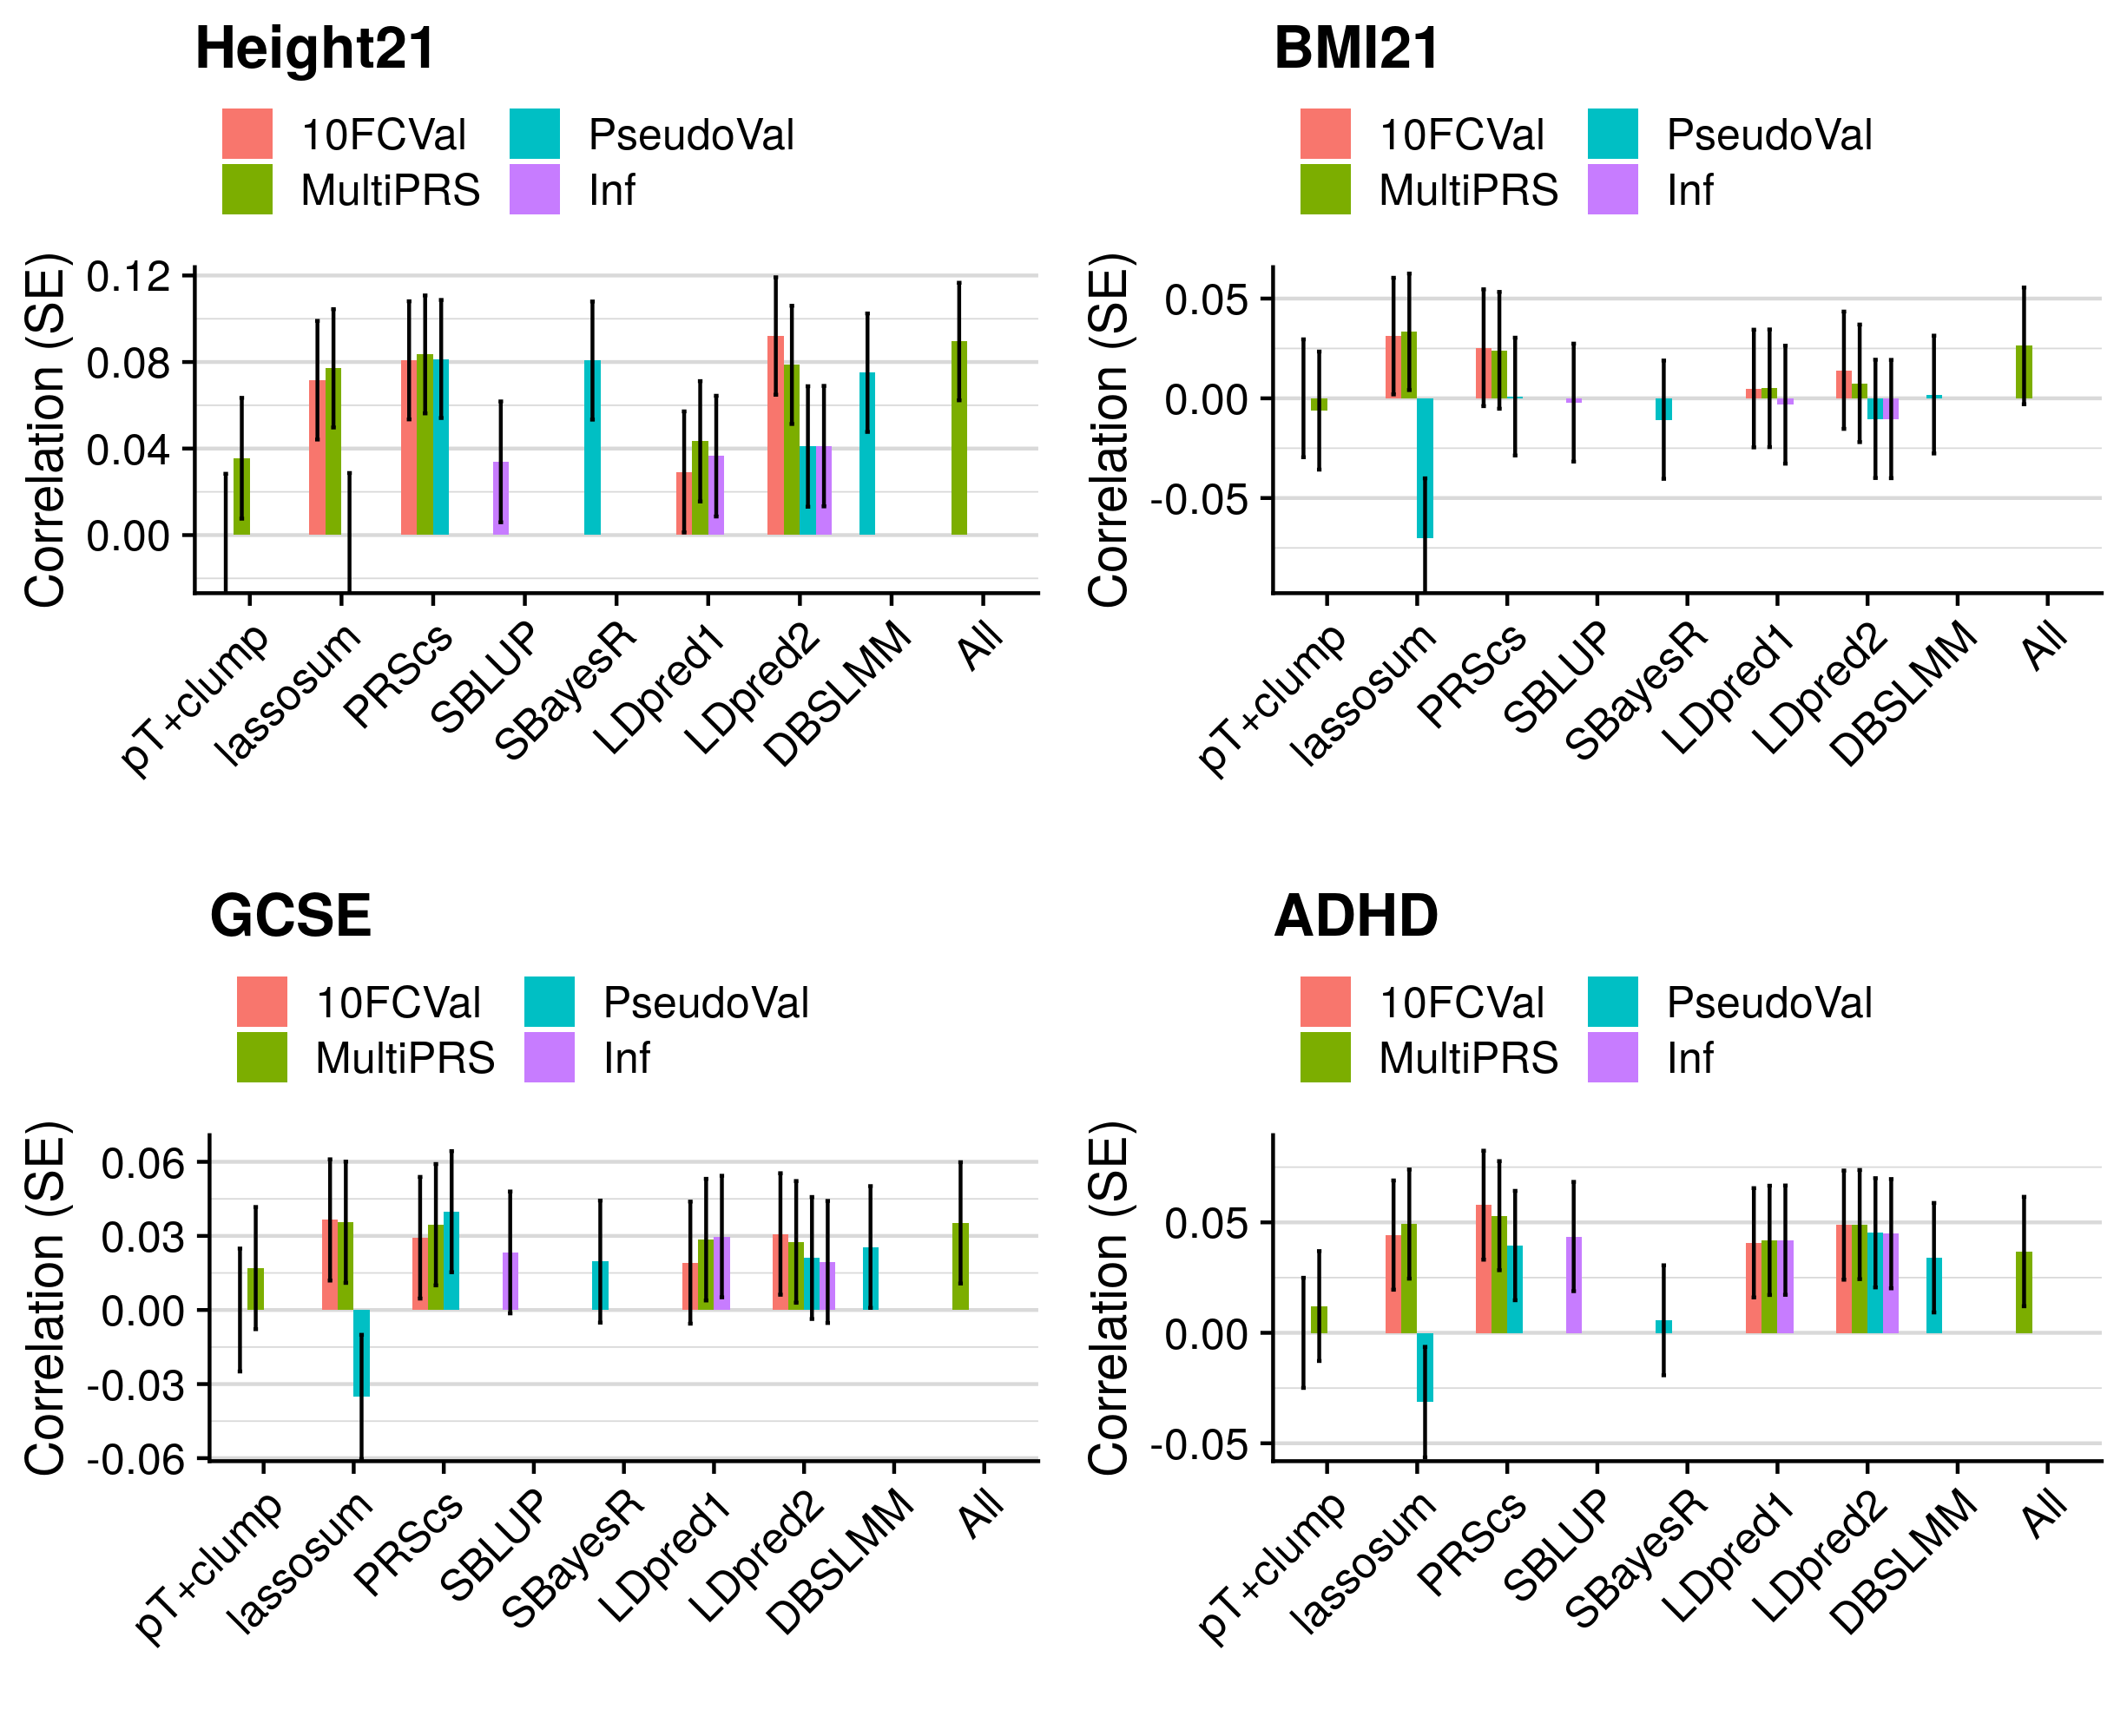 Height21
10FCVal
PseudoVal
MultiPRS
Inf
Correlation (SE)
0.12
0.08
0.04
0.00
pT+clump
lassosum
PRScs
SBLUP
SBayesR
LDpred1
LDpred2
DBSLMM
All
BMI21
10FCVal
PseudoVal
MultiPRS
Inf
Correlation (SE)
0.05
0.00
-0.05
pT+clump
lassosum
PRScs
SBLUP
SBayesR
LDpred1
LDpred2
DBSLMM
All
GCSE
10FCVal
PseudoVal
MultiPRS
Inf
Correlation (SE)
0.06
0.03
0.00
-0.03
-0.06
pT+clump
lassosum
PRScs
SBLUP
SBayesR
LDpred1
LDpred2
DBSLMM
All
ADHD
10FCVal
PseudoVal
MultiPRS
Inf
Correlation (SE)
0.05
0.00
-0.05
pT+clump
lassosum
PRScs
SBLUP
SBayesR
LDpred1
LDpred2
DBSLMM
All